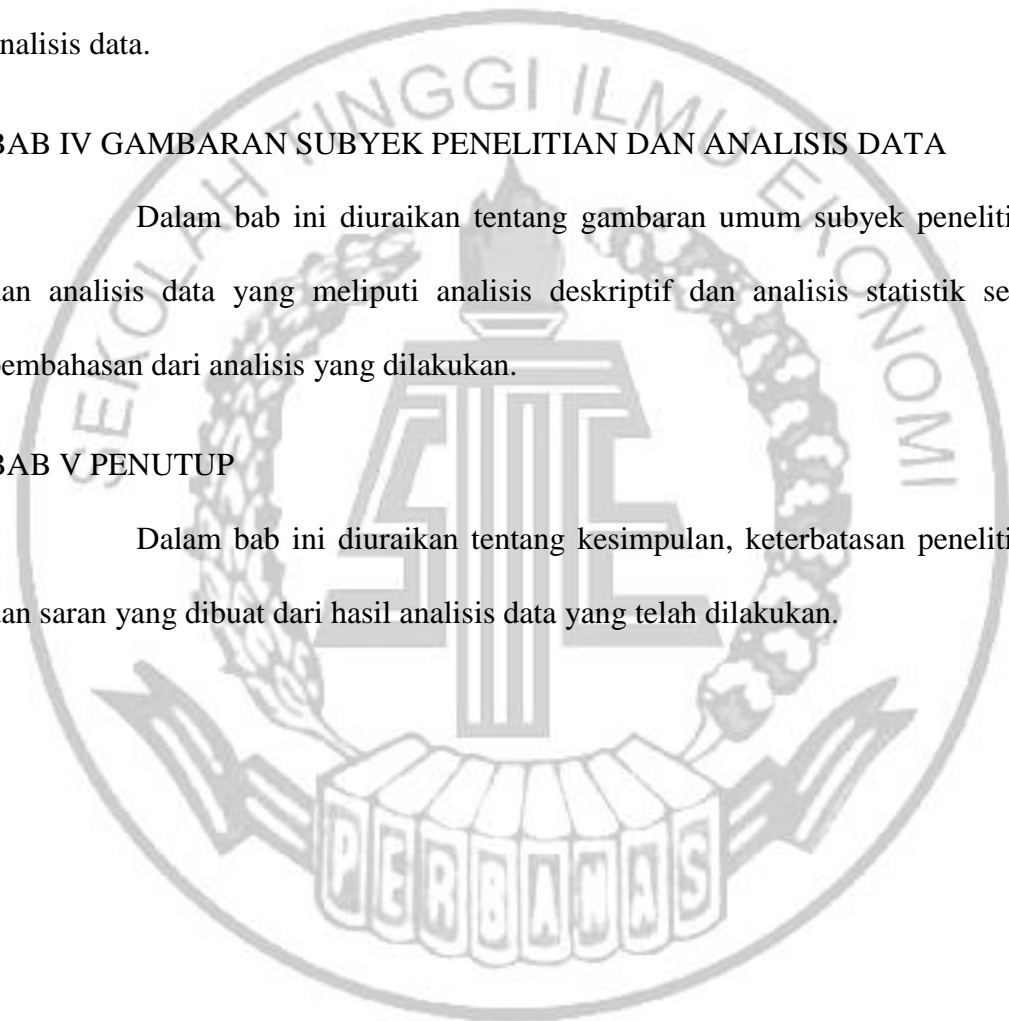 nalisis data.
BAB IV GAMBARAN SUBYEK PENELITIAN DAN ANALISIS DATA
Dalam bab ini diuraikan tentang gambaran umum subyek peneliti
dan analisis data yang meliputi analisis deskriptif dan analisis statistik se
pembahasan dari analisis yang dilakukan.
BAB V PENUTUP
Dalam bab ini diuraikan tentang kesimpulan, keterbatasan peneliti
dan saran yang dibuat dari hasil analisis data yang telah dilakukan.
SEKOLAH TINGGI ILMU EKONOMI
PERBANAS